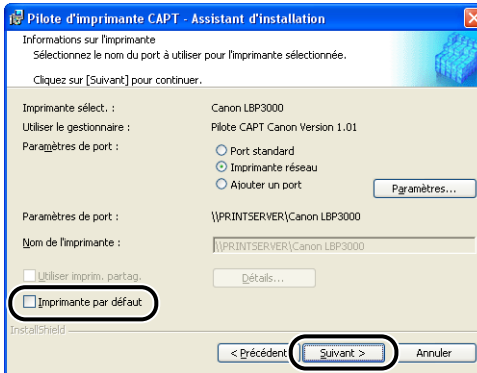 Pilote d'imprimante CAPT - Assistant d'installation
Informations sur l'imprimante
Sélectionnez le nom du port à utiliser pour l'imprimante sélectionnée.
Cliquez sur [Suivant] pour continuer.
Imprimante sélect. : Canon LBP3000
Utiliser le gestionnaire : Pilote CAPT Canon Version 1.01
Paramètres de port : Port standard
Imprimante réseau
Ajouter un port
Paramètres...
Paramètres de port : \\PRINTSERVER\Canon LBP3000
Nom de l'imprimante : \\PRINTSERVER\Canon LBP3000
Utiliser imprim. partag. Détails...
Imprimante par défaut
InstallShield
< Précédent Suivant > Annuler